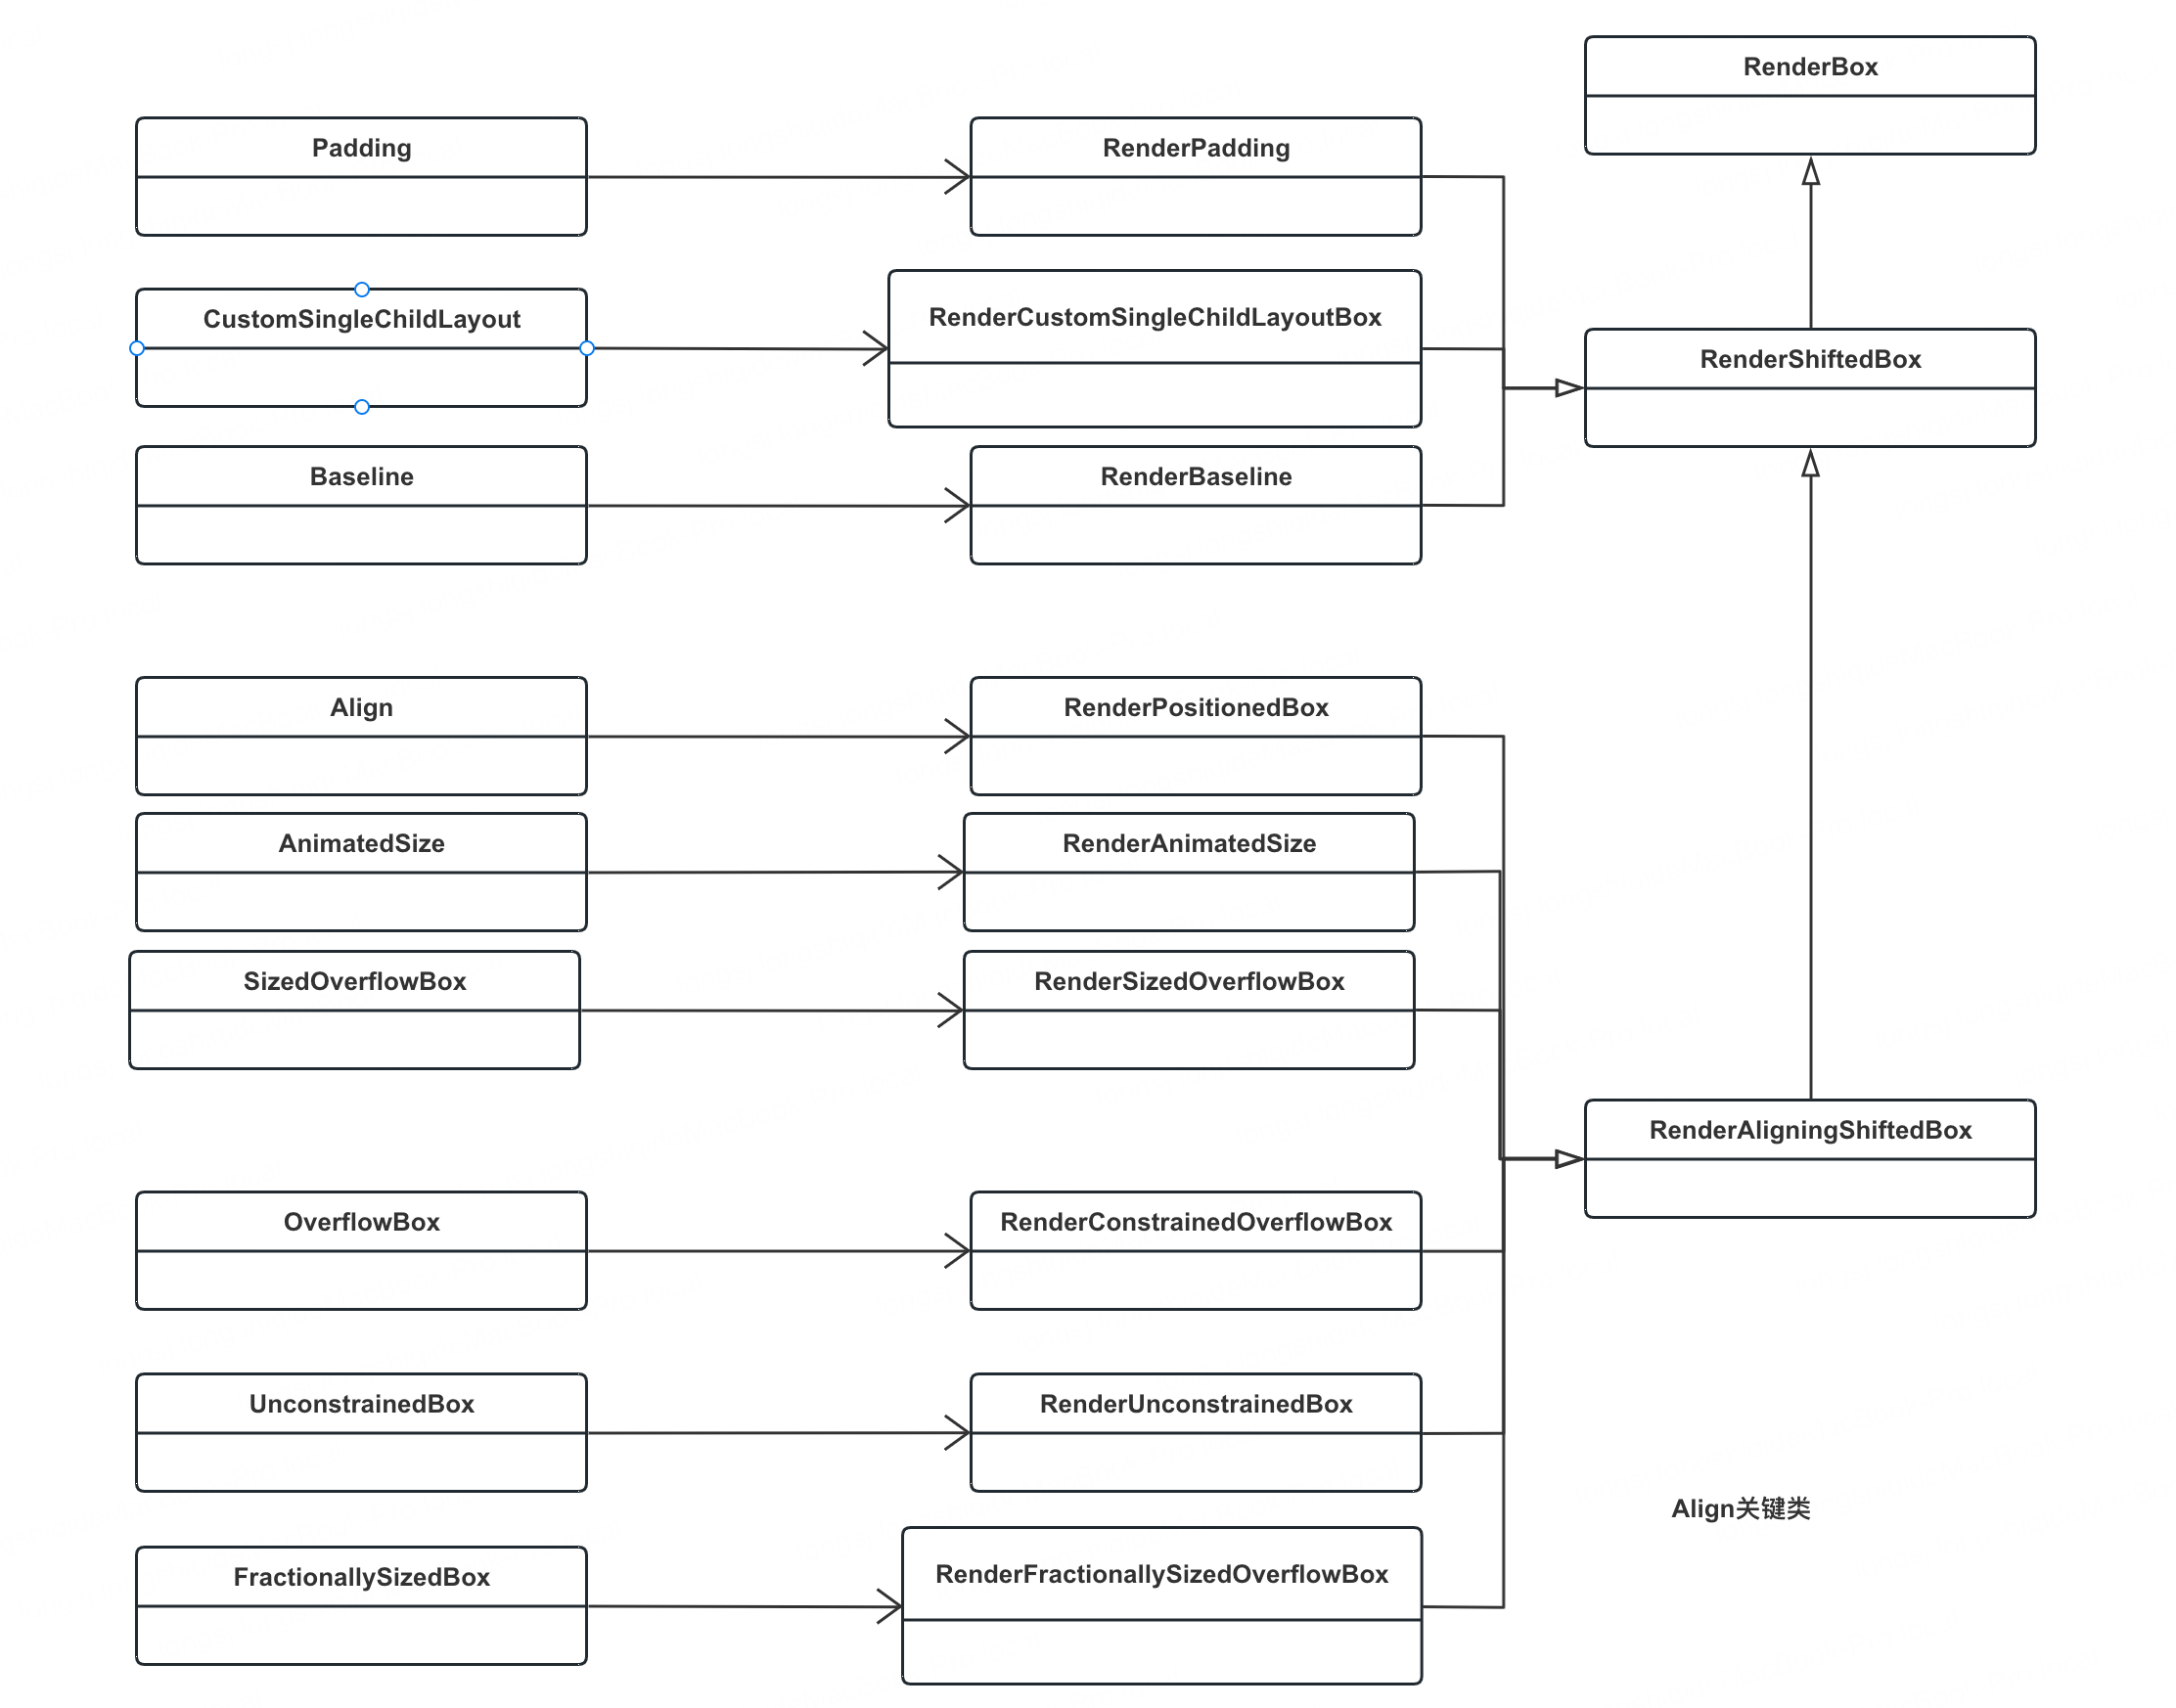 RenderBox
Padding
RenderPadding
CustomSingleChildLayout
RenderCustomSingleChildLayoutBox
RenderShiftedBox
Baseline
RenderBaseline
Align
RenderPositionedBox
AnimatedSize
RenderAnimatedSize
SizedOverflowBox
RenderSizedOverflowBox
RenderAligningShiftedBox
OverflowBox
RenderConstrainedOverflowBox
UnconstrainedBox
RenderUnconstrainedBox
Align关键类
FractionallySizedBox
RenderFractionallySizedOverflowBox